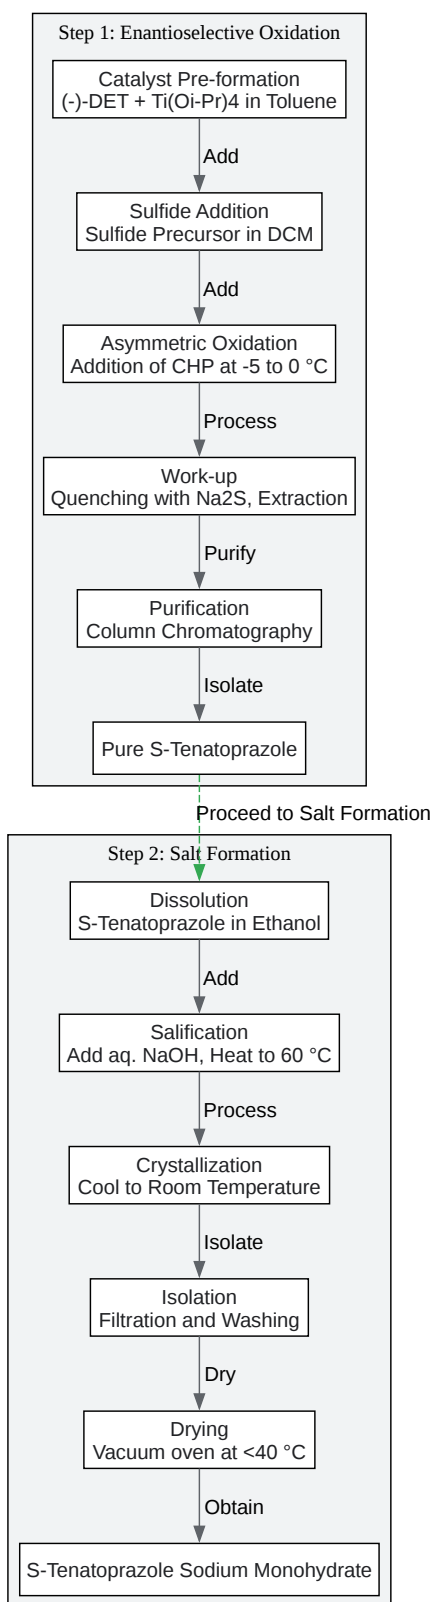 Step 1: Enantioselective Oxidation
Catalyst Pre-formation
(-)-DET + Ti(Oi-Pr)4 in Toluene
Add
Sulfide Addition
Sulfide Precursor in DCM
Add
Asymmetric Oxidation
Addition of CHP at -5 to 0 °C
Process
Work-up
Quenching with Na2S, Extraction
Purify
Purification
Column Chromatography
Isolate
Pure S-Tenatoprazole
Proceed to Salt Formation
Step 2: Salt Formation
Dissolution
S-Tenatoprazole in Ethanol
Add
Salification
Add aq. NaOH, Heat to 60 °C
Process
Crystallization
Cool to Room Temperature
Isolate
Isolation
Filtration and Washing
Dry
Drying
Vacuum oven at <40 °C
Obtain
S-Tenatoprazole Sodium Monohydrate